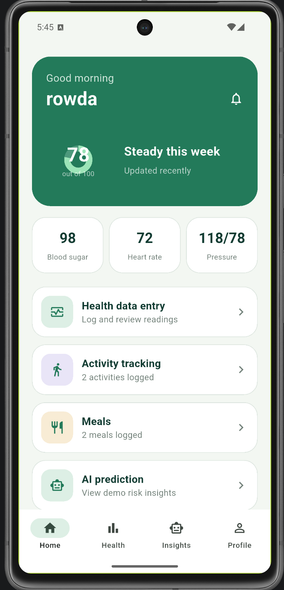 5:45
Good morning
rowda
78
out of 100
Steady this week
Updated recently
98
Blood sugar
72
Heart rate
118/78
Pressure
Health data entry
Log and review readings
Activity tracking
2 activities logged
Meals
2 meals logged
AI prediction
View demo risk insights
Home
Health
Insights
Profile